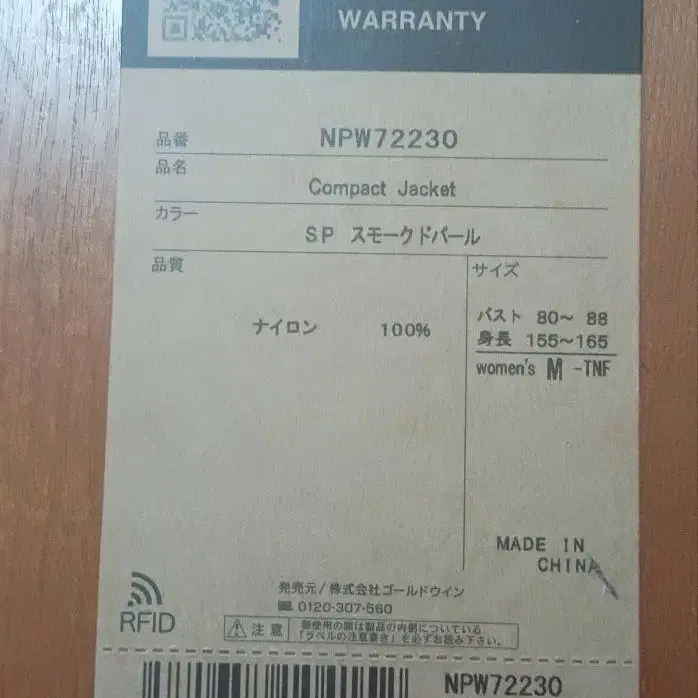 WARRANTY
品番 NPW72230
品名
Compact Jacket
カラー
SP スモークドパール
品質
サイズ
ナイロン 100%
バスト 80～ 88
身長 155～165
women's M -TNF
MADE IN
CHINA
発売元/株式会社ゴールドウイン
0120-307-560
RFID
注意
御使用の際は製品の内側についている
「ラベルの注意書き」を必ずお読み下さい。
NPW72230